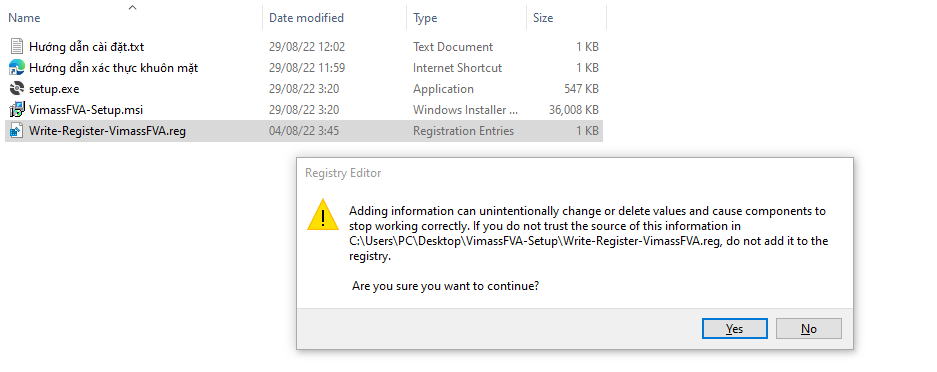 Name Date modified Type Size
Hướng dẫn cài đặt.txt 29/08/22 12:02 Text Document 1 KB
Hướng dẫn xác thực khuôn mặt 29/08/22 11:59 Internet Shortcut 1 KB
setup.exe 29/08/22 3:20 Application 547 KB
VimassFVA-Setup.msi 29/08/22 3:20 Windows Installer ... 36,008 KB
Write-Register-VimassFVA.reg 04/08/22 3:45 Registration Entries 1 KB
Registry Editor
Adding information can unintentionally change or delete values and cause components to
stop working correctly. If you do not trust the source of this information in
C:\Users\PC\Desktop\VimassFVA-Setup\Write-Register-VimassFVA.reg, do not add it to the
registry.
Are you sure you want to continue?
Yes No